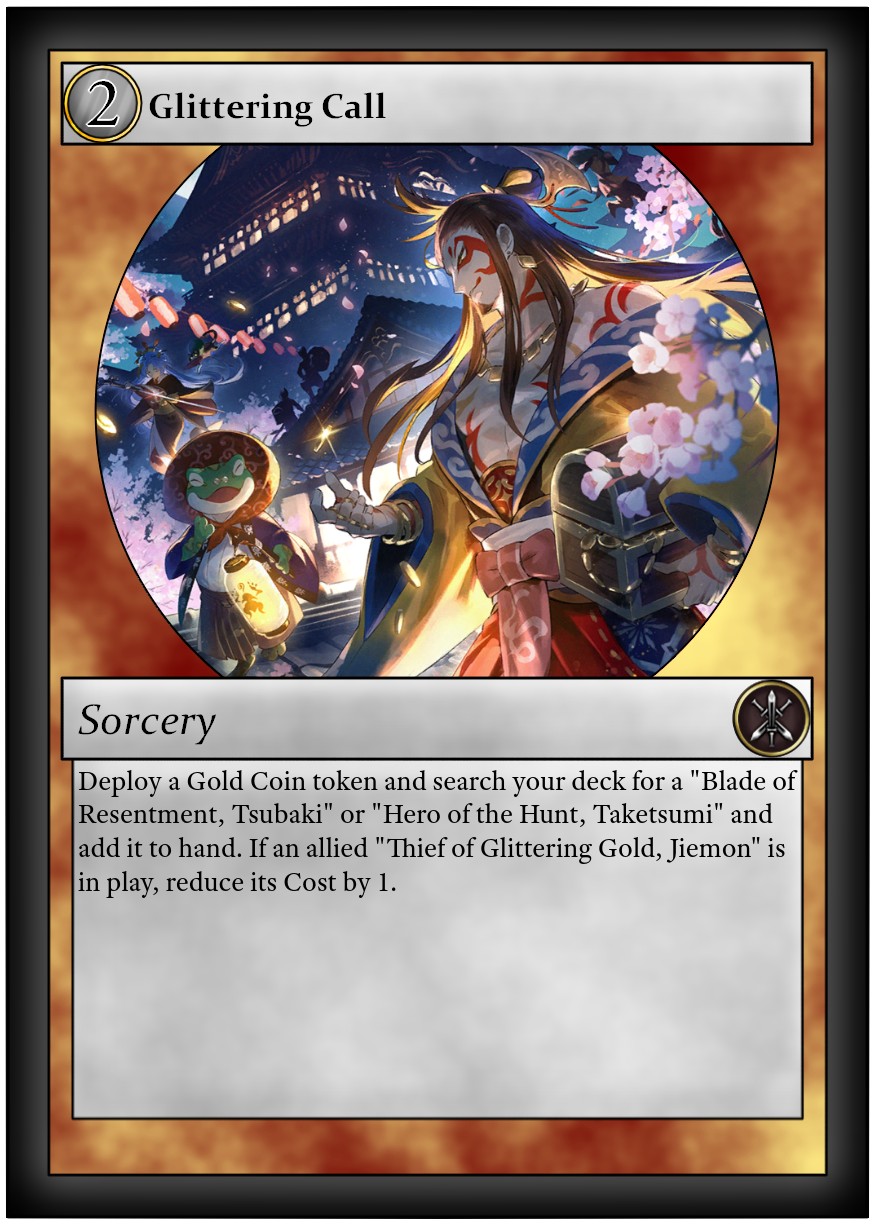 2
Glittering Call
Sorcery
Deploy a Gold Coin token and search your deck for a "Blade of
Resentment, Tsubaki" or "Hero of the Hunt, Taketsumi" and
add it to hand. If an allied "Thief of Glittering Gold, Jiemon" is
in play, reduce its Cost by 1.